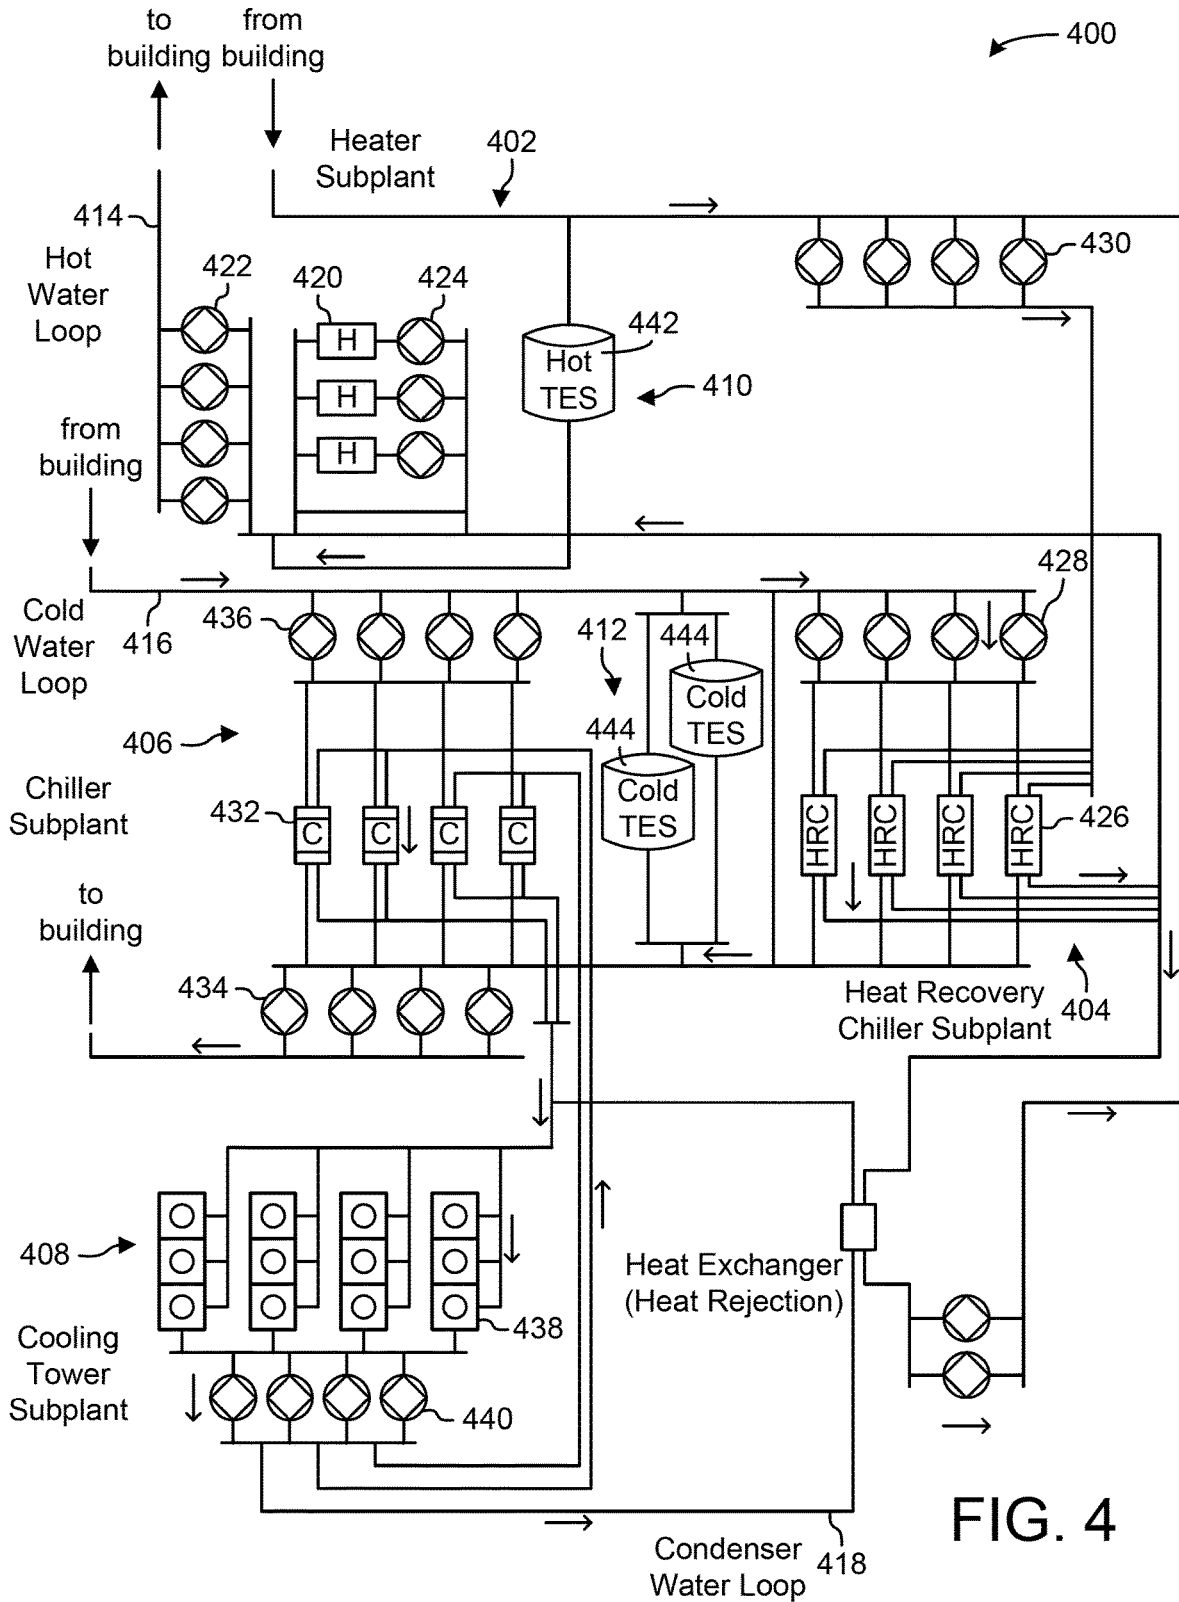 to
building
from
building
400
Heater
Subplant
402
414
Hot
Water
Loop
422
420
424
430
H
H
H
442
Hot
TES
410
from
building
428
Cold
Water
Loop
416
436
412
444
Cold
TES
444
Cold
TES
406
Chiller
Subplant
432
C
C
C
C
HRC
HRC
HRC
HRC
426
to
building
434
Heat Recovery
Chiller Subplant
404
408
Heat Exchanger
(Heat Rejection)
438
Cooling
Tower
Subplant
440
Condenser
Water Loop
418
FIG. 4